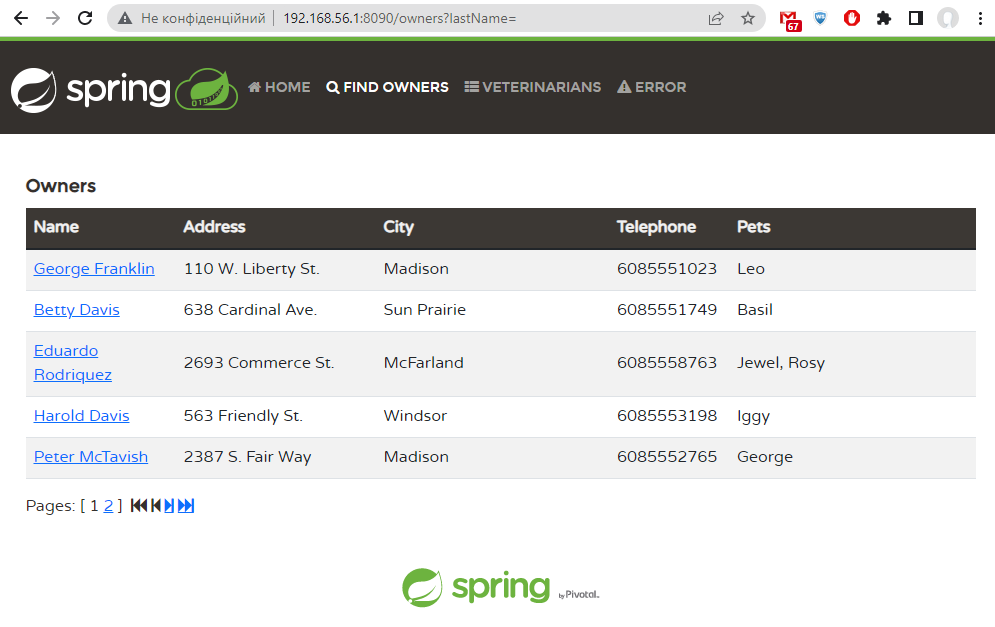 Не конфіденційний 192.168.56.1:8090/owners?lastName=
67
spring HOME FIND OWNERS VETERINARIANS ERROR
Owners
Name Address City Telephone Pets
George Franklin 110 W. Liberty St. Madison 6085551023 Leo
Betty Davis 638 Cardinal Ave. Sun Prairie 6085551749 Basil
Eduardo
Rodriquez 2693 Commerce St. McFarland 6085558763 Jewel, Rosy
Harold Davis 563 Friendly St. Windsor 6085553198 Iggy
Peter McTavish 2387 S. Fair Way Madison 6085552765 George
Pages: [ 1 2 ]
spring by Pivotal.